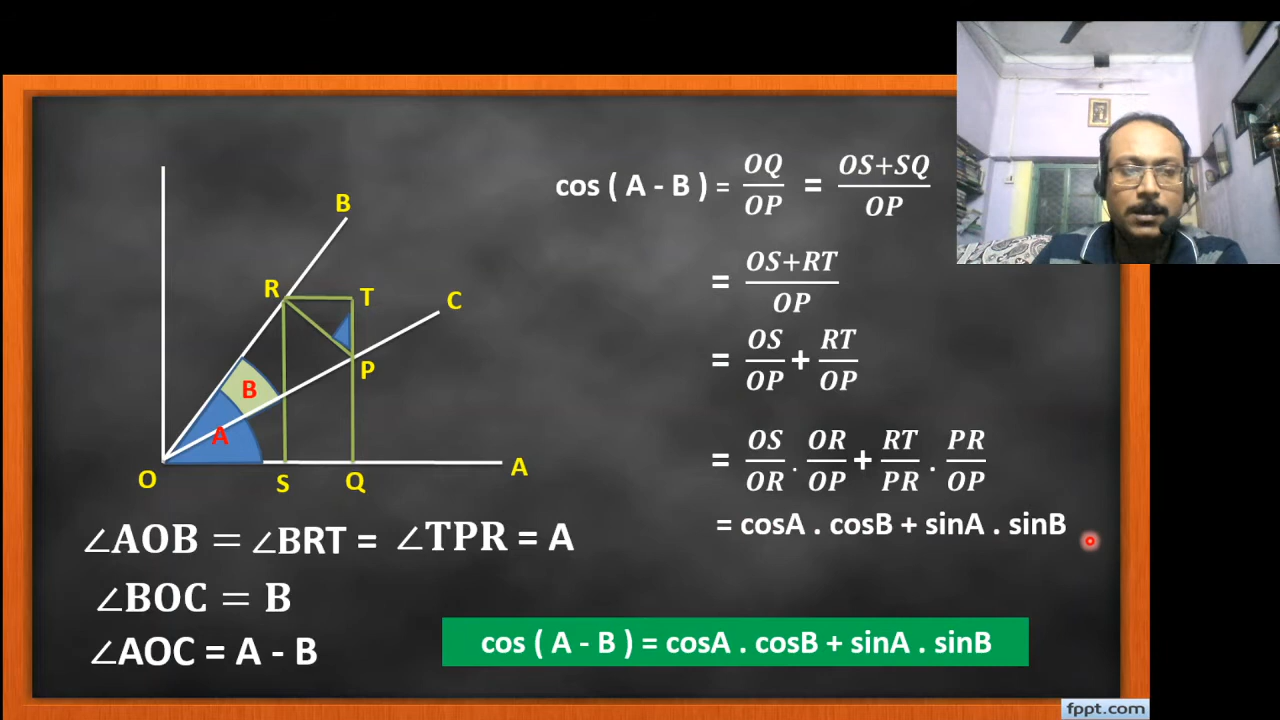 B
R
T
C
P
B
A
O
S
Q
A
∠AOB = ∠BRT = ∠TPR = A
∠BOC = B
∠AOC = A - B
cos ( A - B ) = OQ/OP = OS+SQ/OP
= OS+RT/OP
= OS/OP + RT/OP
= OS/OR . OR/OP + RT/PR . PR/OP
= cosA . cosB + sinA . sinB
cos ( A - B ) = cosA . cosB + sinA . sinB
fppt.com